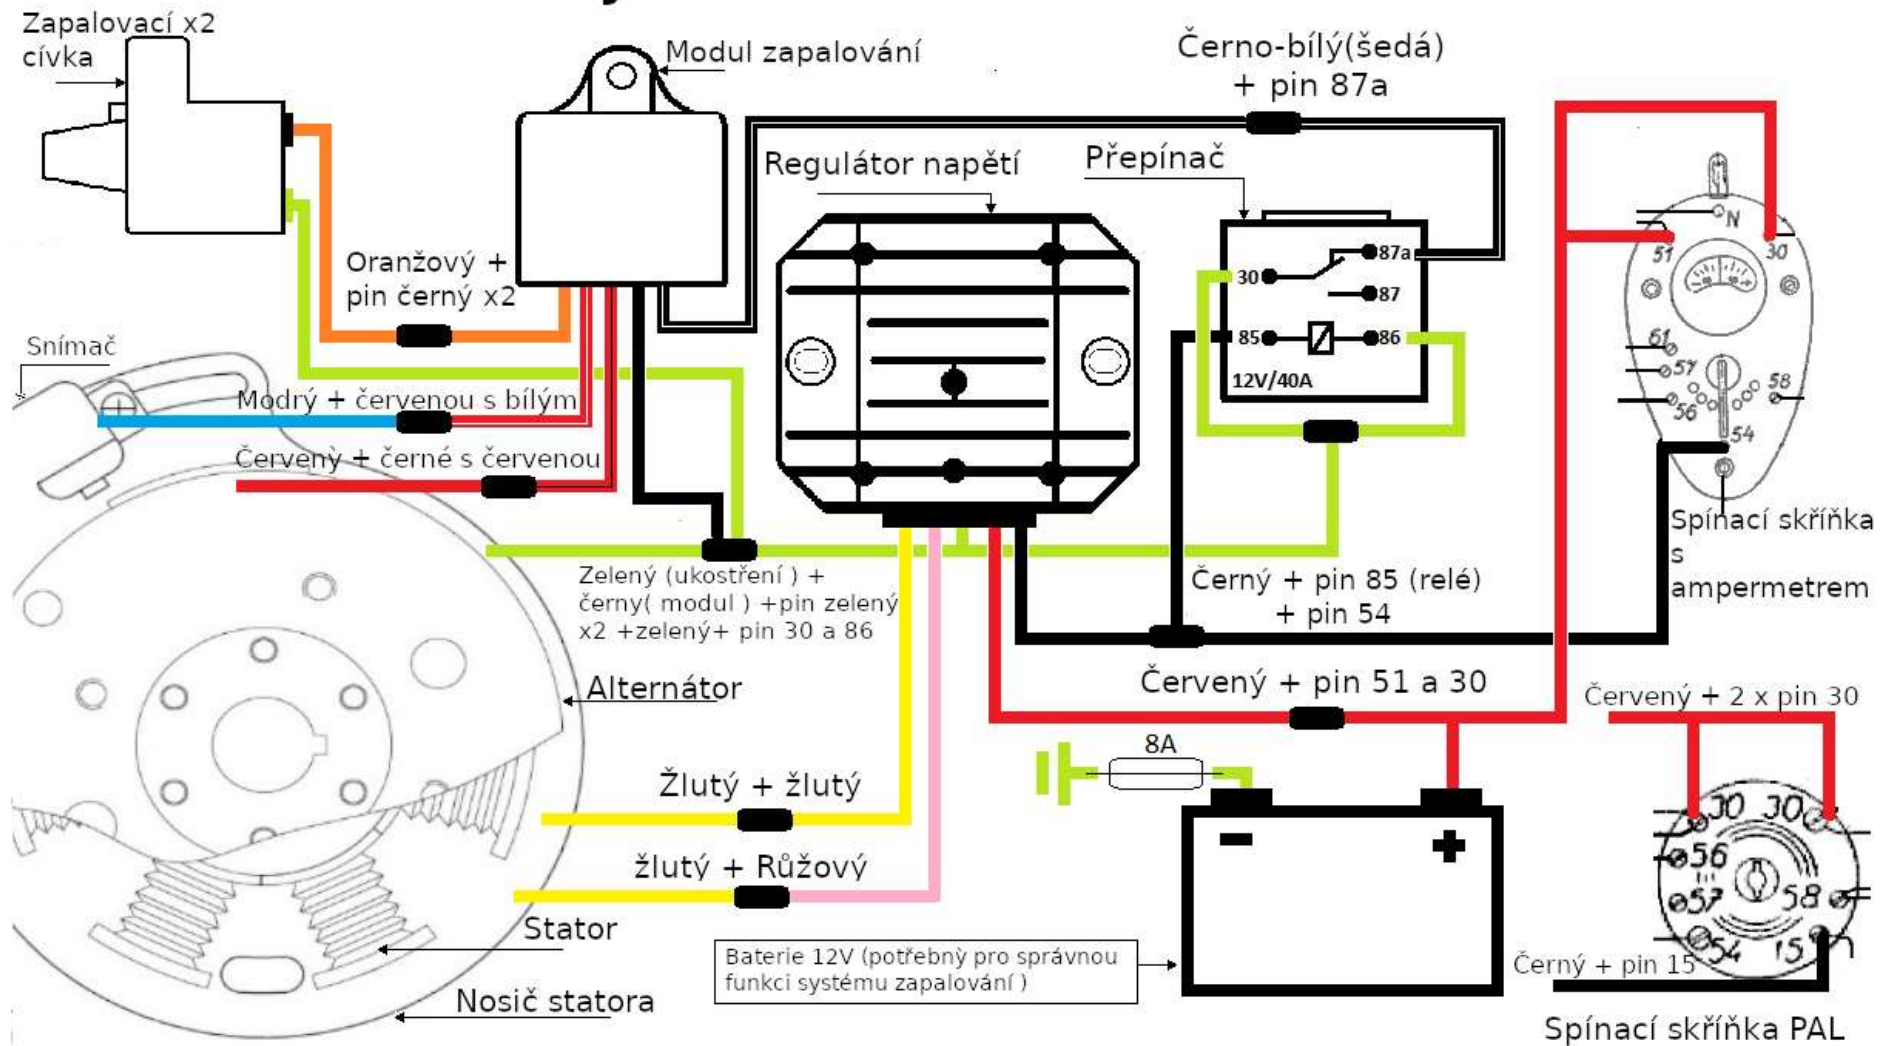 Zapalovací x2
cívka
Modul zapalování
Černo-bílý(šedá)
+ pin 87a
Regulátor napětí
Přepínač
Oranžový +
pin černý x2
Snímač
Modrý + červenou s bílým
Červený + černé s červenou
87a
30
87
85
86
12V/40A
N
51
30
61
57
58
56
54
Spínací skříňka
s
ampermetrem
Zelený (ukostření ) +
černy( modul ) +pin zelený
x2 +zelený+ pin 30 a 86
Černý + pin 85 (relé)
+ pin 54
Alternátor
Červený + pin 51 a 30
Červený + 2 x pin 30
8A
Žlutý + žlutý
žlutý + Růžový
Stator
Nosič statora
Baterie 12V (potřebný pro správnou
funkci systému zapalování )
- +
30 30
56
57
58
54
15
Černý + pin 15
Spínací skříňka PAL